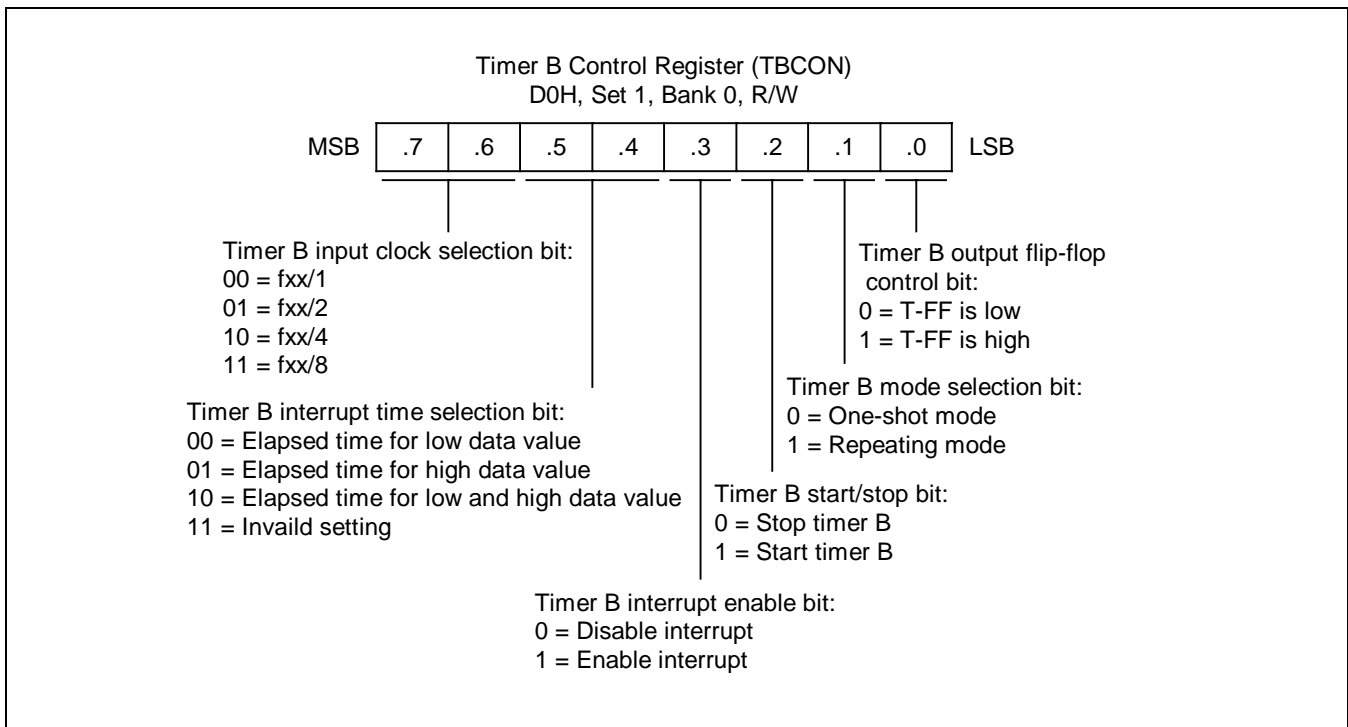 Timer B Control Register (TBCON)
D0H, Set 1, Bank 0, R/W
MSB .7 .6 .5 .4 .3 .2 .1 .0 LSB
Timer B input clock selection bit:
00 = fxx/1
01 = fxx/2
10 = fxx/4
11 = fxx/8
Timer B output flip-flop
control bit:
0 = T-FF is low
1 = T-FF is high
Timer B interrupt time selection bit:
00 = Elapsed time for low data value
01 = Elapsed time for high data value
10 = Elapsed time for low and high data value
11 = Invaild setting
Timer B mode selection bit:
0 = One-shot mode
1 = Repeating mode
Timer B start/stop bit:
0 = Stop timer B
1 = Start timer B
Timer B interrupt enable bit:
0 = Disable interrupt
1 = Enable interrupt